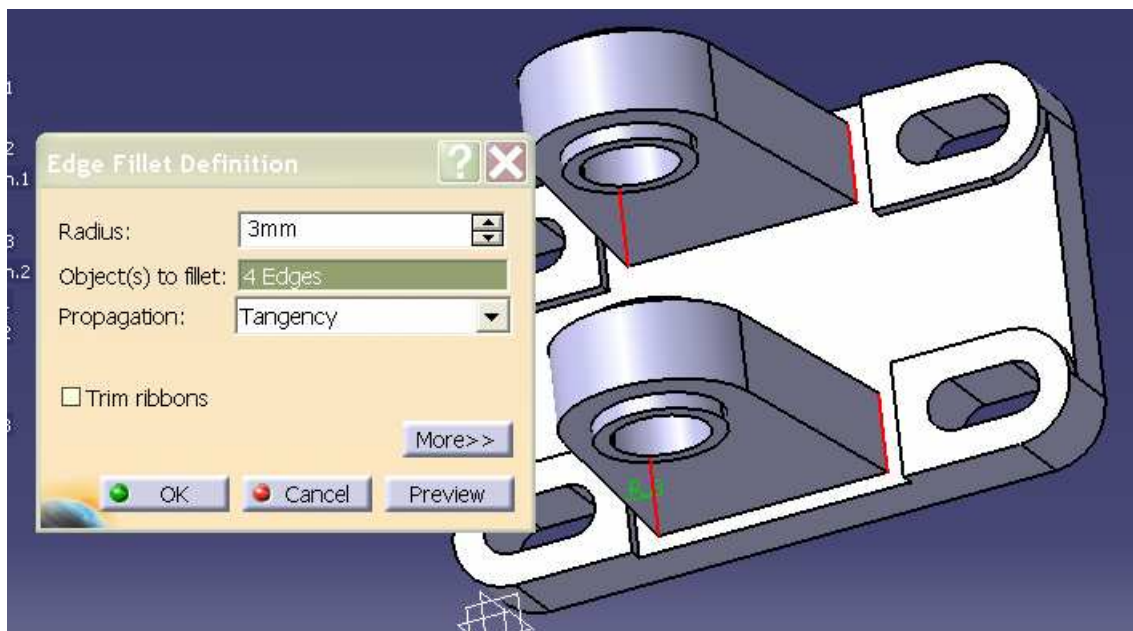 Edge Fillet Definition
Radius: 3mm
Object(s) to fillet: 4 Edges
Propagation: Tangency
Trim ribbons
More>>
OK Cancel Preview